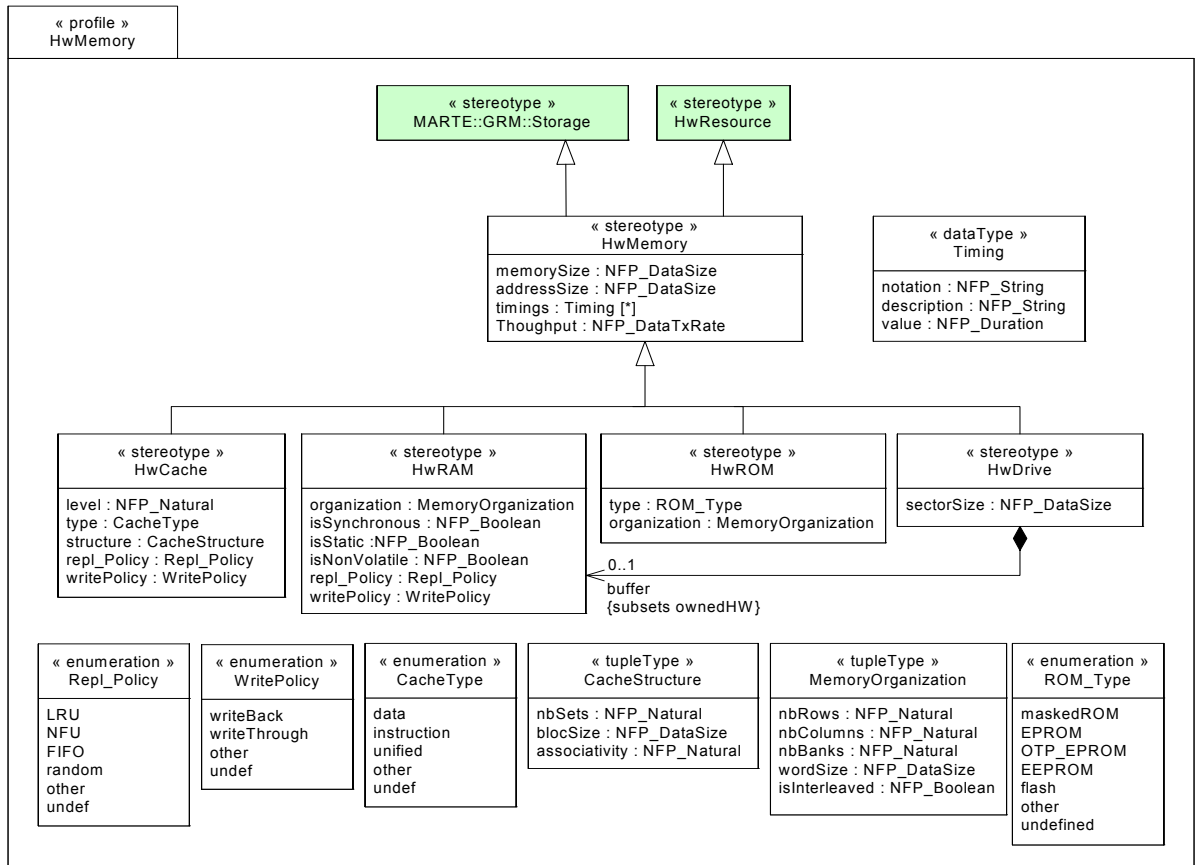 « profile »
HwMemory
« stereotype »
MARTE::GRM::Storage
« stereotype »
HwResource
« stereotype »
HwMemory
memorySize : NFP_DataSize
addressSize : NFP_DataSize
timings : Timing [*]
Thoughput : NFP_DataTxRate
« dataType »
Timing
notation : NFP_String
description : NFP_String
value : NFP_Duration
« stereotype »
HwCache
level : NFP_Natural
type : CacheType
structure : CacheStructure
repl_Policy : Repl_Policy
writePolicy : WritePolicy
« stereotype »
HwRAM
organization : MemoryOrganization
isSynchronous : NFP_Boolean
isStatic :NFP_Boolean
isNonVolatile : NFP_Boolean
repl_Policy : Repl_Policy
writePolicy : WritePolicy
« stereotype »
HwROM
type : ROM_Type
organization : MemoryOrganization
« stereotype »
HwDrive
sectorSize : NFP_DataSize
0..1
buffer
{subsets ownedHW}
« enumeration »
Repl_Policy
LRU
NFU
FIFO
random
other
undef
« enumeration »
WritePolicy
writeBack
writeThrough
other
undef
« enumeration »
CacheType
data
instruction
unified
other
undef
« tupleType »
CacheStructure
nbSets : NFP_Natural
blocSize : NFP_DataSize
associativity : NFP_Natural
« tupleType »
MemoryOrganization
nbRows : NFP_Natural
nbColumns : NFP_Natural
nbBanks : NFP_Natural
wordSize : NFP_DataSize
isInterleaved : NFP_Boolean
« enumeration »
ROM_Type
maskedROM
EPROM
OTP_EPROM
EEPROM
flash
other
undefined